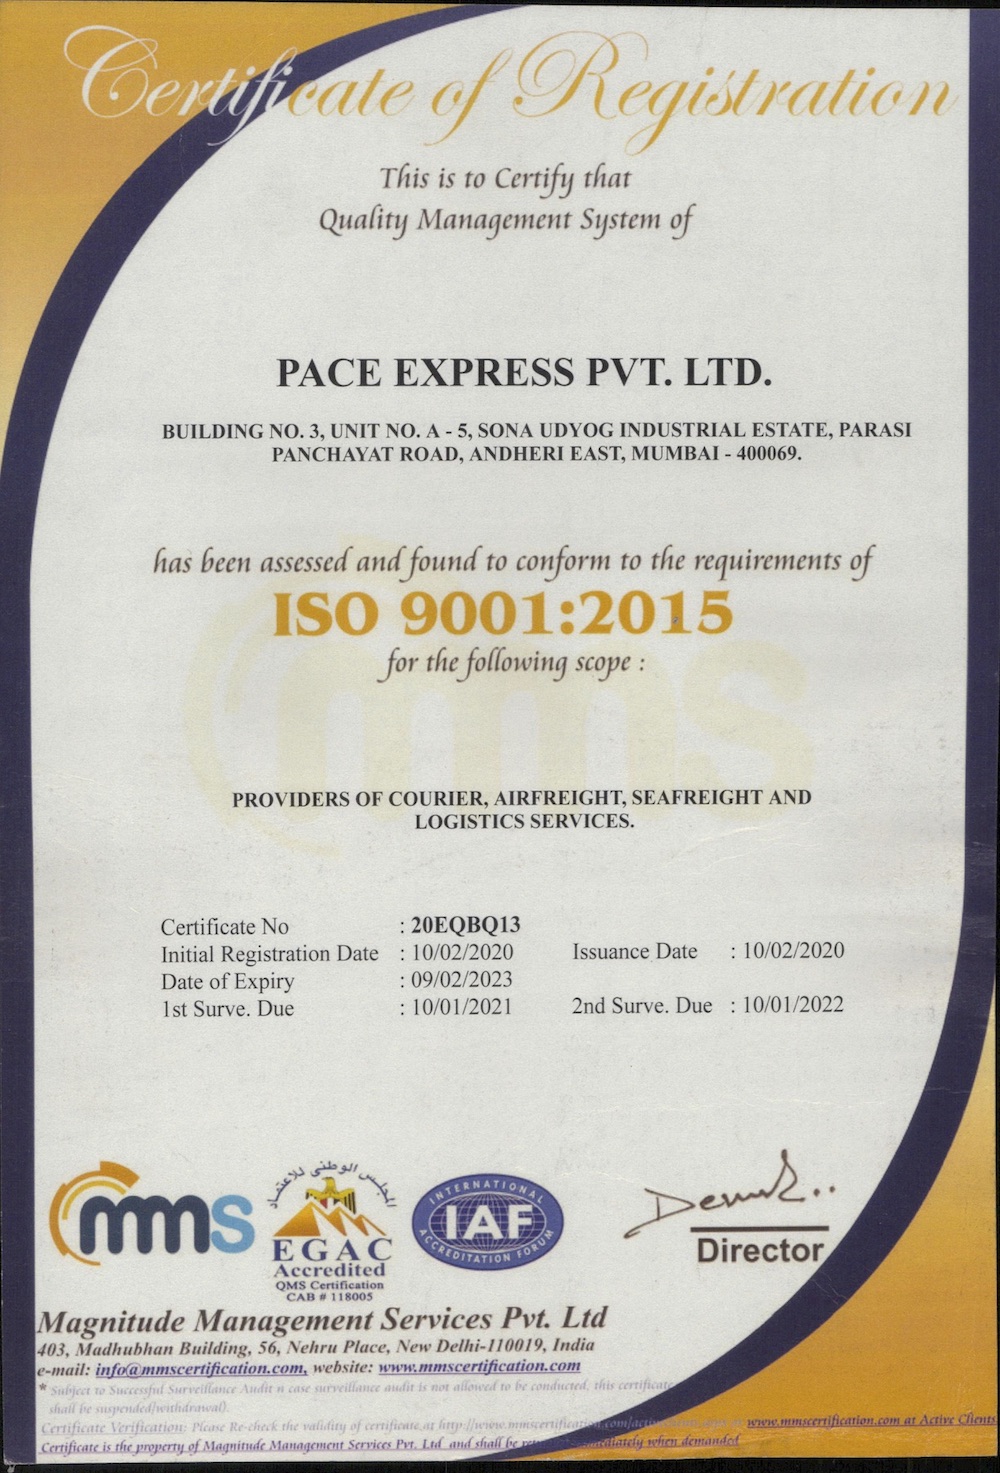 Certificate of Registration
This is to Certify that
Quality Management System of
PACE EXPRESS PVT. LTD.
BUILDING NO. 3, UNIT NO. A - 5, SONA UDYOG INDUSTRIAL ESTATE, PARASI
PANCHAYAT ROAD, ANDHERI EAST, MUMBAI - 400069.
has been assessed and found to conform to the requirements of
ISO 9001:2015
for the following scope :
mms
PROVIDERS OF COURIER, AIRFREIGHT, SEAFREIGHT AND
LOGISTICS SERVICES.
Certificate No : 20EQBQ13
Initial Registration Date : 10/02/2020 Issuance Date : 10/02/2020
Date of Expiry : 09/02/2023
1st Surve. Due : 10/01/2021 2nd Surve. Due : 10/01/2022
mms
المجلس الوطنى للاعتماد
EGAC
Accredited
QMS Certification
CAB # 118005
INTERNATIONAL
IAF
ACCREDITATION FORUM
Director
Magnitude Management Services Pvt. Ltd
403, Madhubhan Building, 56, Nehru Place, New Delhi-110019, India
e-mail: info@mmscertification.com, website: www.mmscertification.com
* Subject to Successful Surveillance Audit n case surveillance audit is not allowed to be conducted, this certificate
shall be suspended/withdrawal).
Certificate Verification: Please Re-check the validity of certificate at http://www.mmscertification.com/ www.mmscertification.com at Active Clients
Certificate is the property of Magnitude Management Services Pvt. Ltd and shall be when demanded